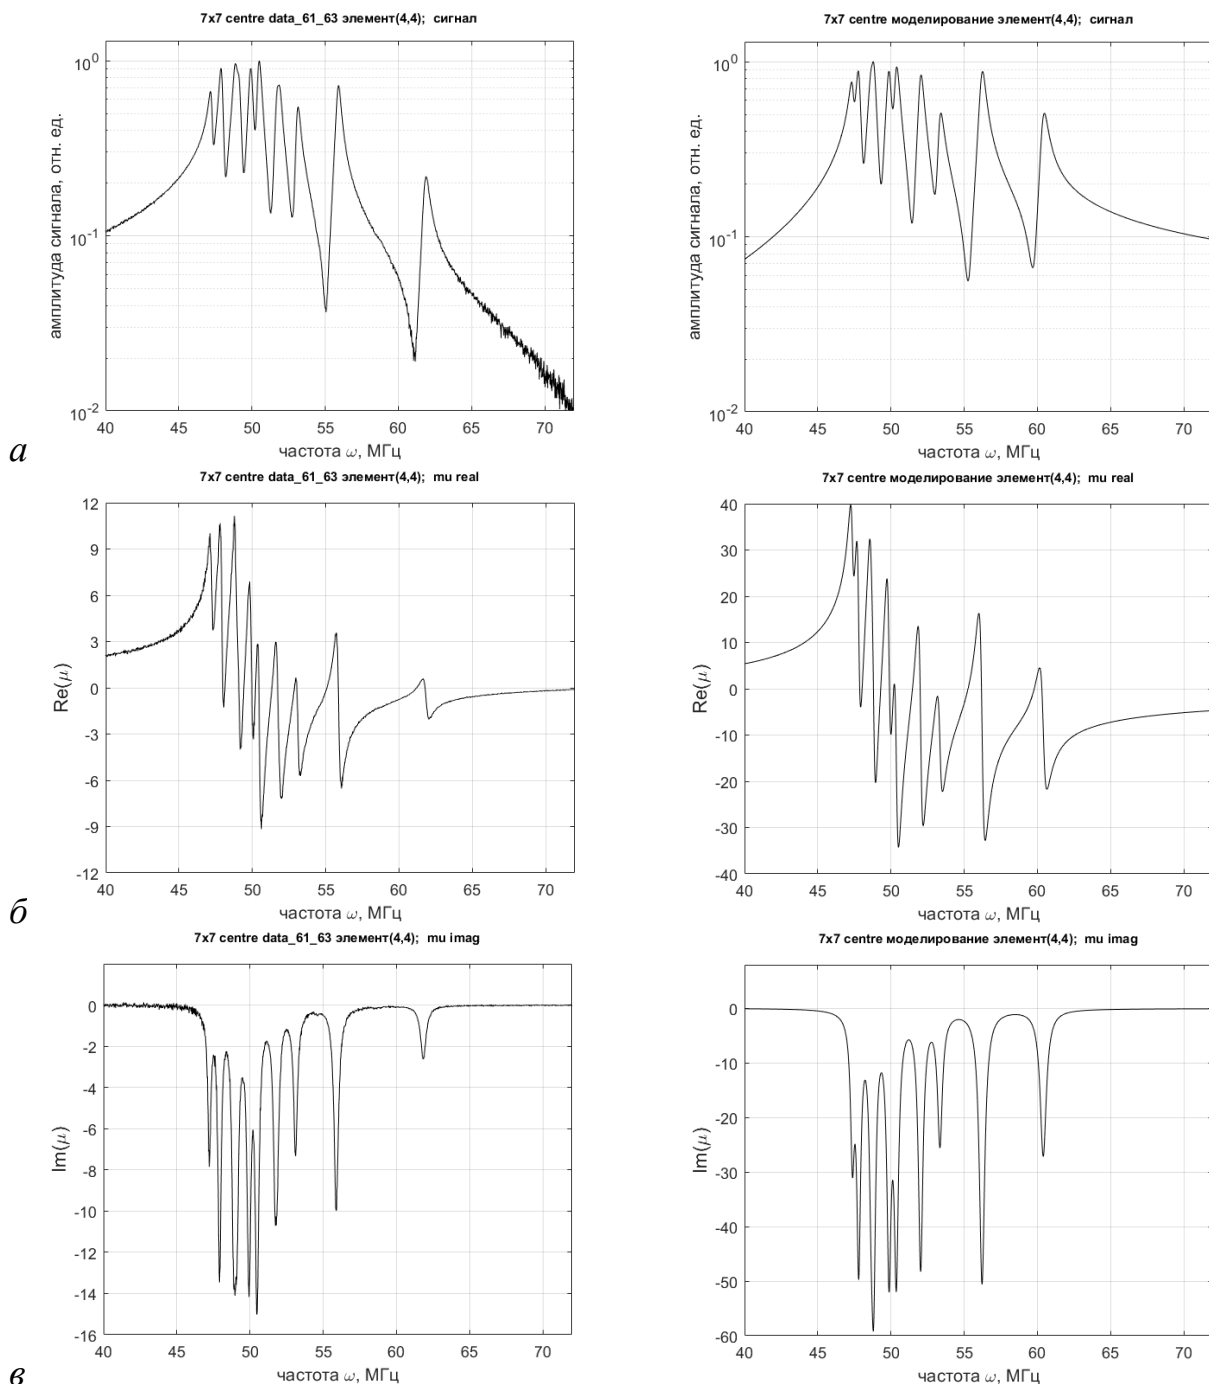 7x7 centre data_61_63 элемент(4,4);  сигнал
амплитуда сигнала, отн. ед.
10⁰
10⁻¹
10⁻²
40 45 50 55 60 65 70
частота ω, МГц
7x7 centre моделирование элемент(4,4);  сигнал
амплитуда сигнала, отн. ед.
10⁰
10⁻¹
10⁻²
40 45 50 55 60 65 70
частота ω, МГц
а
7x7 centre data_61_63 элемент(4,4);  mu real
Re(μ)
12
9
6
3
0
-3
-6
-9
-12
40 45 50 55 60 65 70
частота ω, МГц
7x7 centre моделирование элемент(4,4);  mu real
Re(μ)
40
30
20
10
0
-10
-20
-30
-40
40 45 50 55 60 65 70
частота ω, МГц
б
7x7 centre data_61_63 элемент(4,4);  mu imag
Im(μ)
0
-2
-4
-6
-8
-10
-12
-14
-16
40 45 50 55 60 65 70
частота ω, МГц
7x7 centre моделирование элемент(4,4);  mu imag
Im(μ)
0
-10
-20
-30
-40
-50
-60
40 45 50 55 60 65 70
частота ω, МГц
в